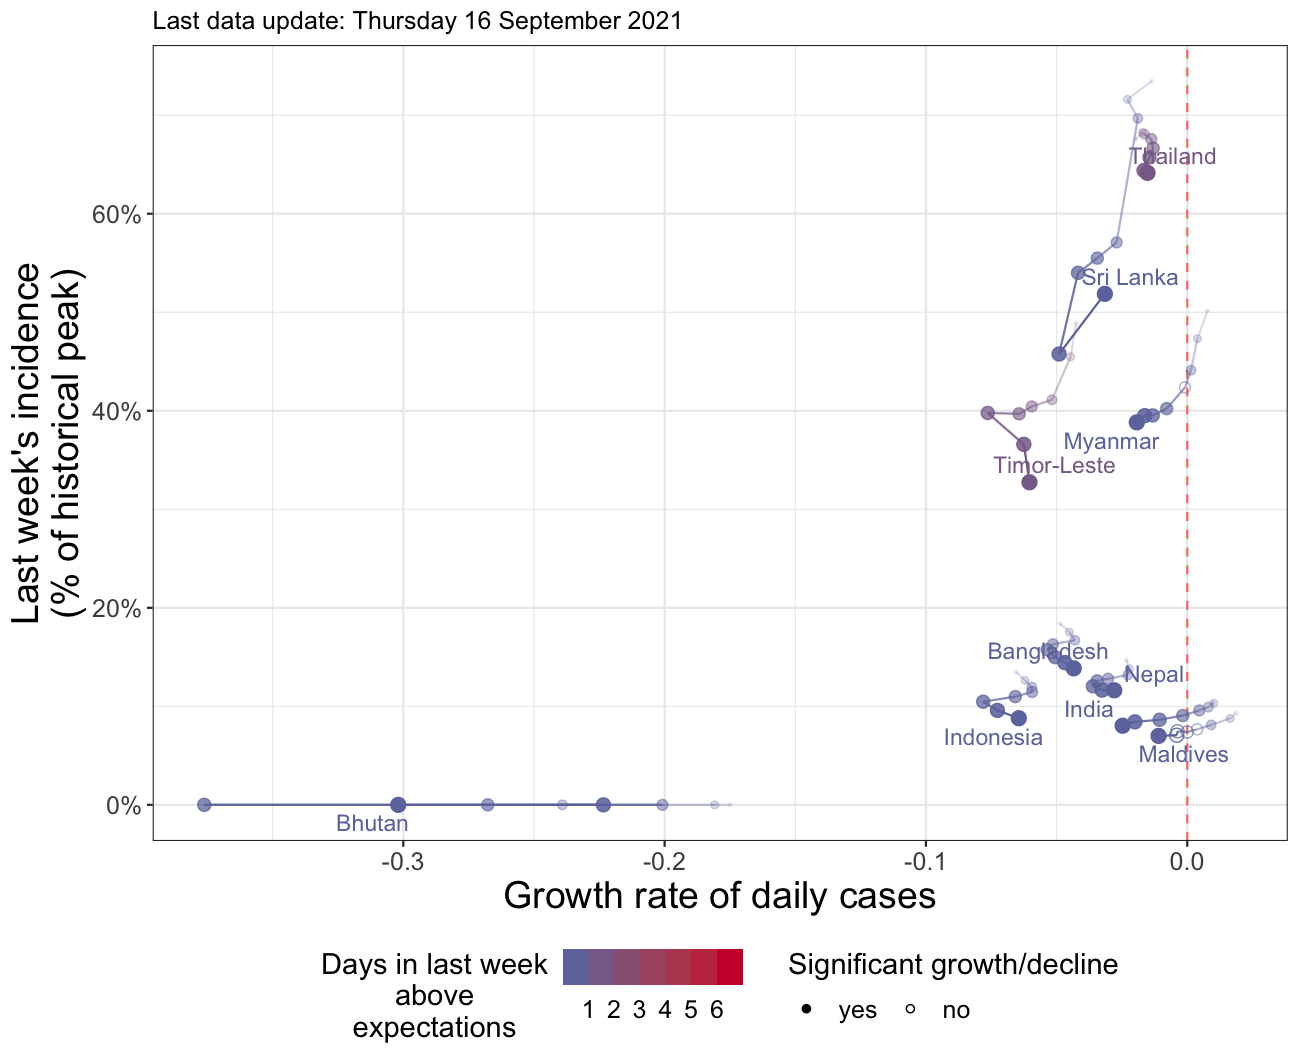 Last data update: Thursday 16 September 2021
Last week's incidence
(% of historical peak)
60%
40%
20%
0%
Thailand
Sri Lanka
Myanmar
Timor-Leste
Bangladesh
Nepal
India
Indonesia
Maldives
Bhutan
-0.3 -0.2 -0.1 0.0
Growth rate of daily cases
Days in last week
above
expectations
1 2 3 4 5 6
Significant growth/decline
yes no